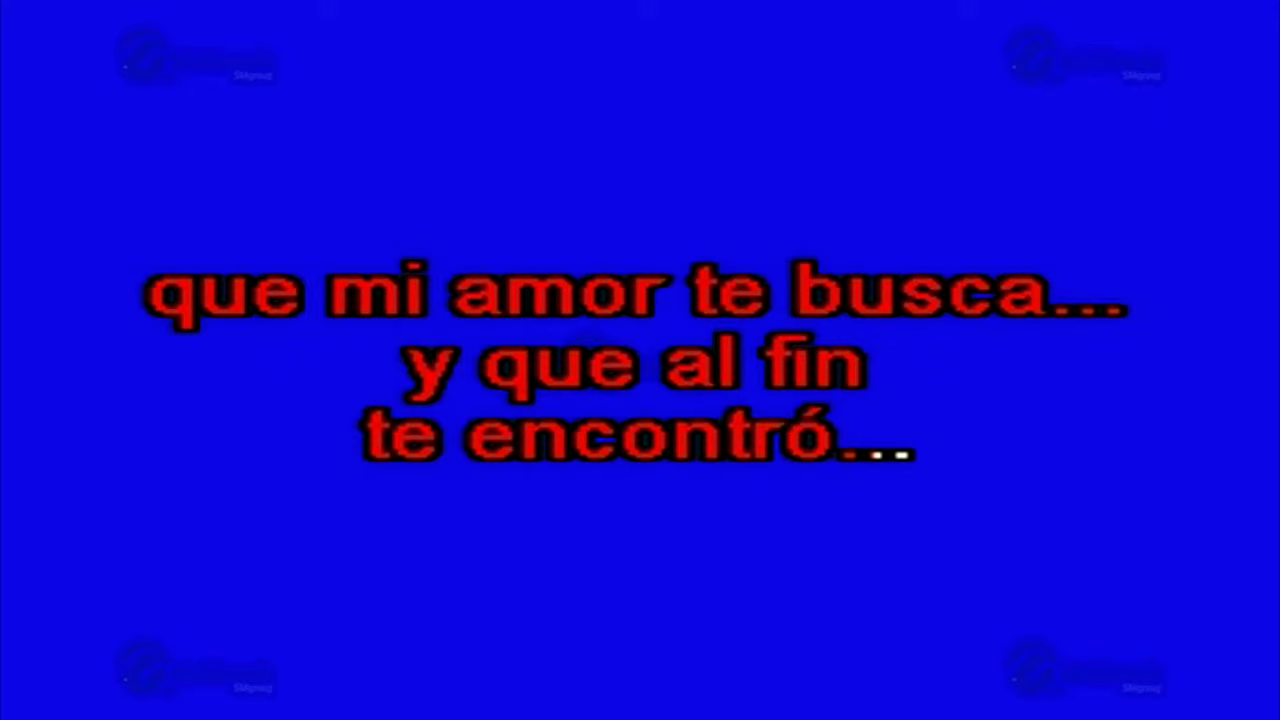 que mi amor te busca...
y que al fin
te encontró...